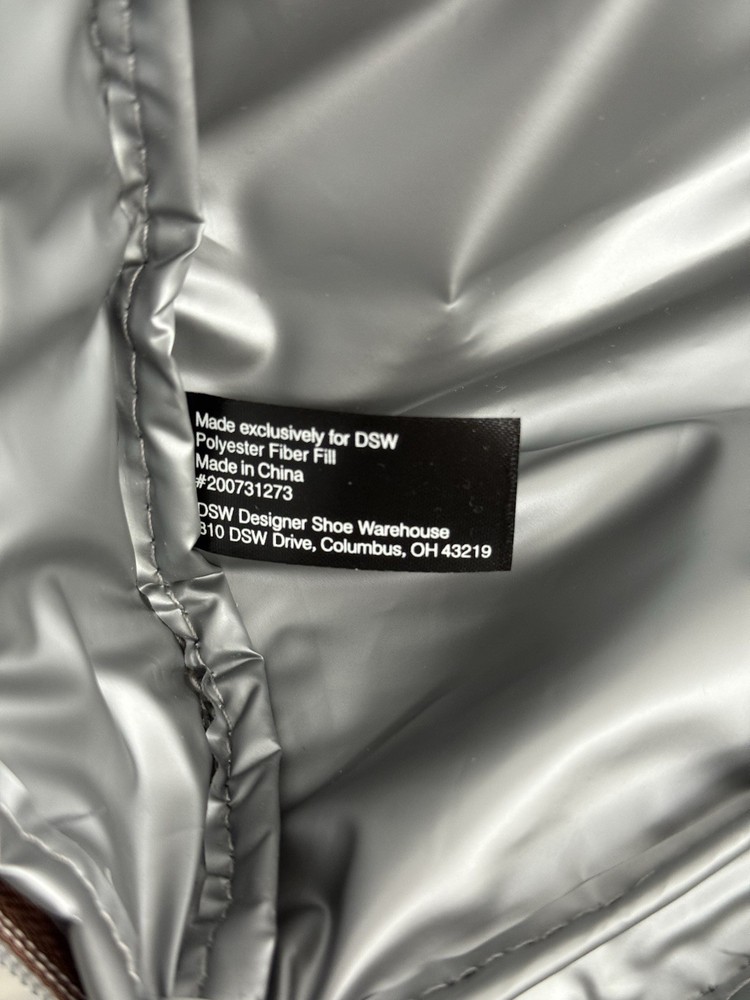 Made exclusively for DSW
Polyester Fiber Fill
Made in China
#200731273
DSW Designer Shoe Warehouse
810 DSW Drive, Columbus, OH 43219